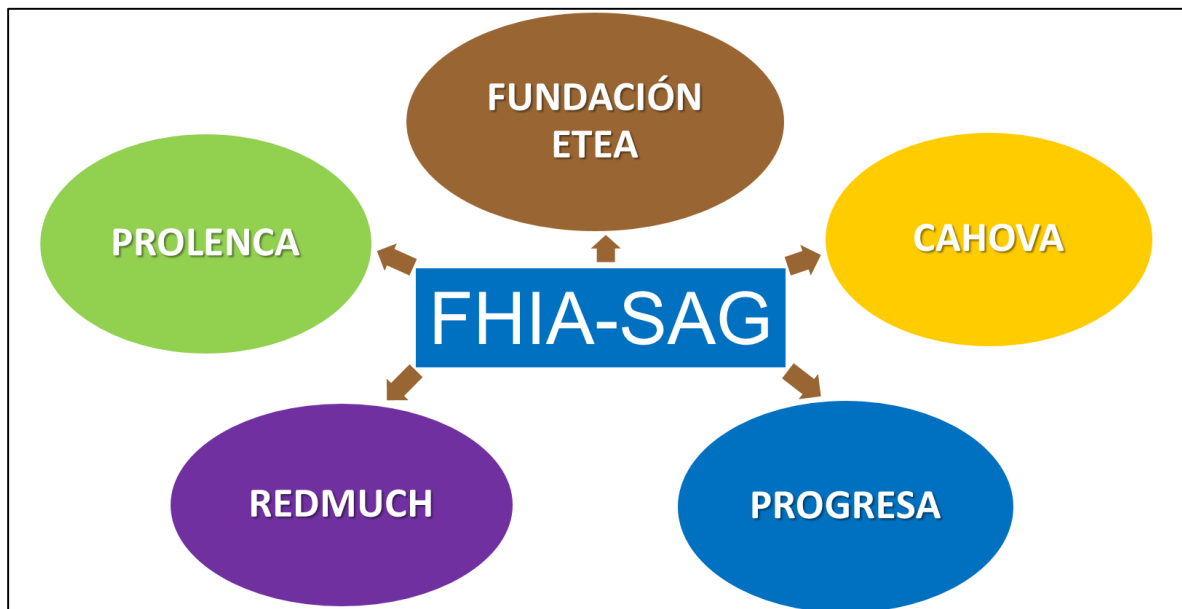 FUNDACIÓN
ETEA
PROLENCA
CAHOVA
FHIA-SAG
REDMUCH
PROGRESA